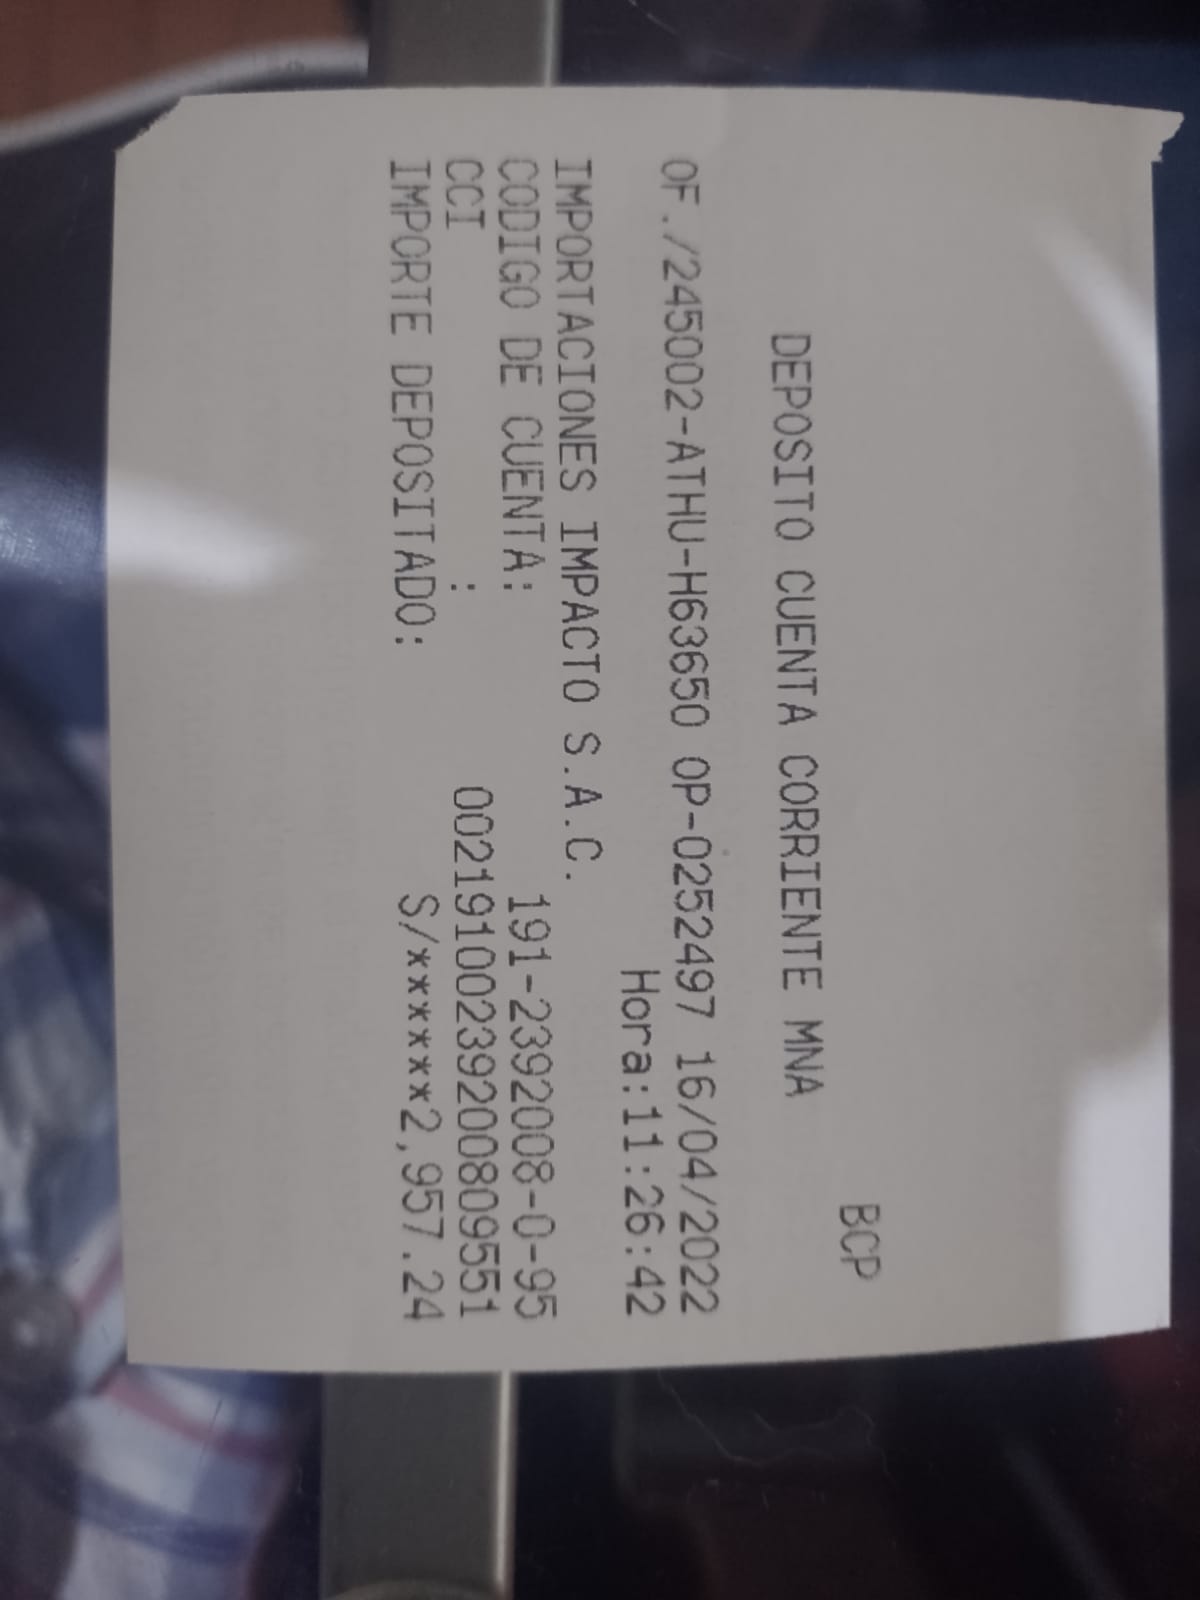 BCP
DEPOSITO CUENTA CORRIENTE MNA
OF./245002-ATHU-H63650 OP-0252497 16/04/2022
Hora:11:26:42
IMPORTACIONES IMPACTO S.A.C.
CODIGO DE CUENTA: 191-2392008-0-95
CCI : 00219100239200809551
IMPORTE DEPOSITADO: S/******2,957.24